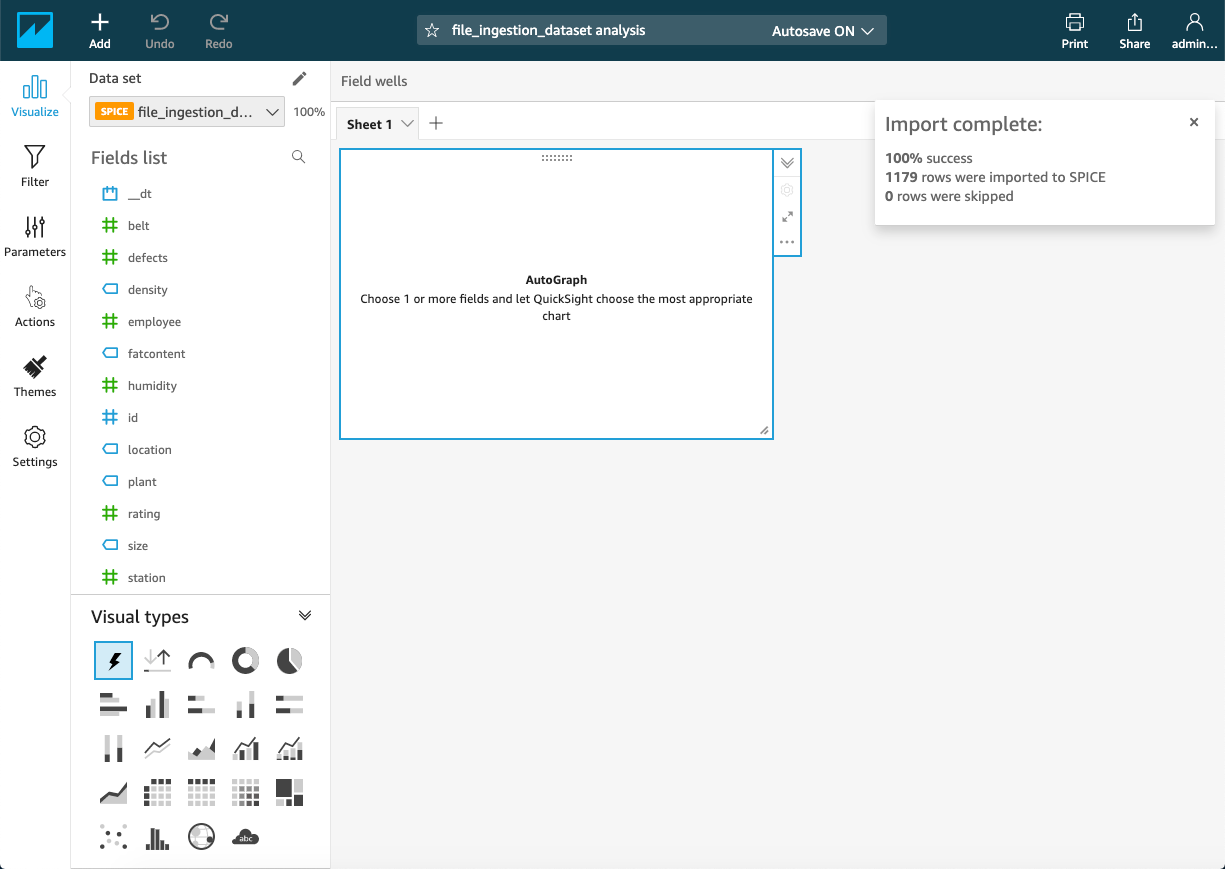 Add
Undo
Redo
file_ingestion_dataset analysis
Autosave ON
Print
Share
admin...
Visualize
Filter
Parameters
Actions
Themes
Settings
Data set
SPICE file_ingestion_d...
100%
Fields list
__dt
belt
defects
density
employee
fatcontent
humidity
id
location
plant
rating
size
station
Visual types
abc
Field wells
Sheet 1
AutoGraph
Choose 1 or more fields and let QuickSight choose the most appropriate
chart
Import complete:
100% success
1179 rows were imported to SPICE
0 rows were skipped